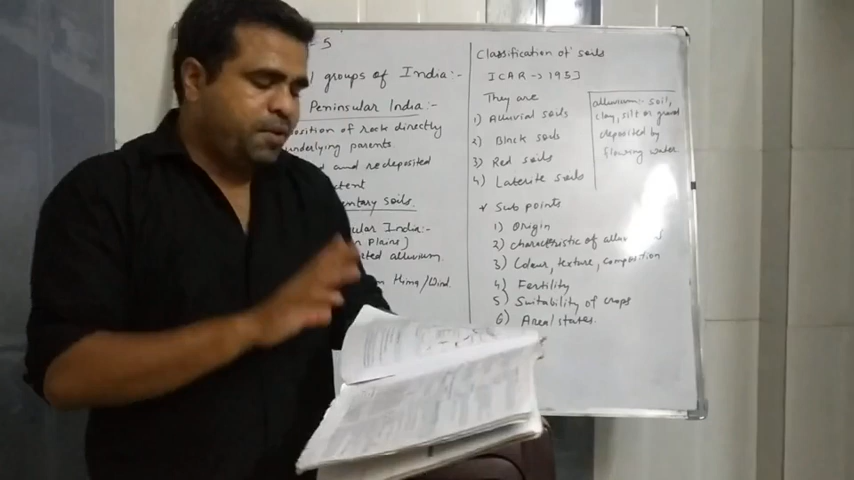 - 5
groups of India :-
Peninsular India :-
position of rock directly
underlying parents.
and redeposited
tent
entary soils.
ular India :-
n Plains)
ted alluvium.
m Hima/Wind.
Classification of soils
ICAR -> 1953
They are
1) Alluvial soils
2) Black soils
3) Red soils
4) Laterite soils
* Sub points
1) Origin
2) characteristic of
3) Colour, texture, composition
4) Fertility
5) Suitability of crops
6) Area/states.
alluvium :- soil,
clay, silt or gravel
deposited by
flowing water